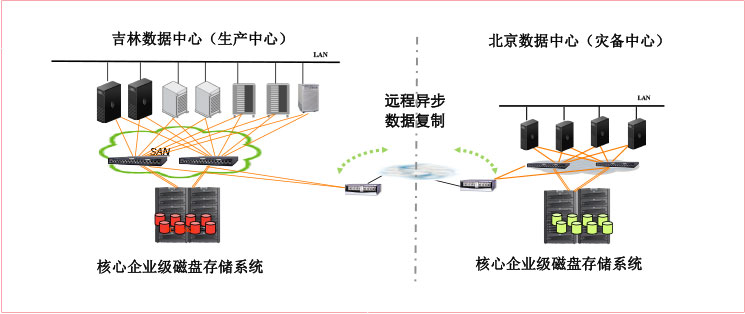 吉林数据中心（生产中心）
LAN
SAN
核心企业级磁盘存储系统
远程异步
数据复制
北京数据中心（灾备中心）
LAN
核心企业级磁盘存储系统